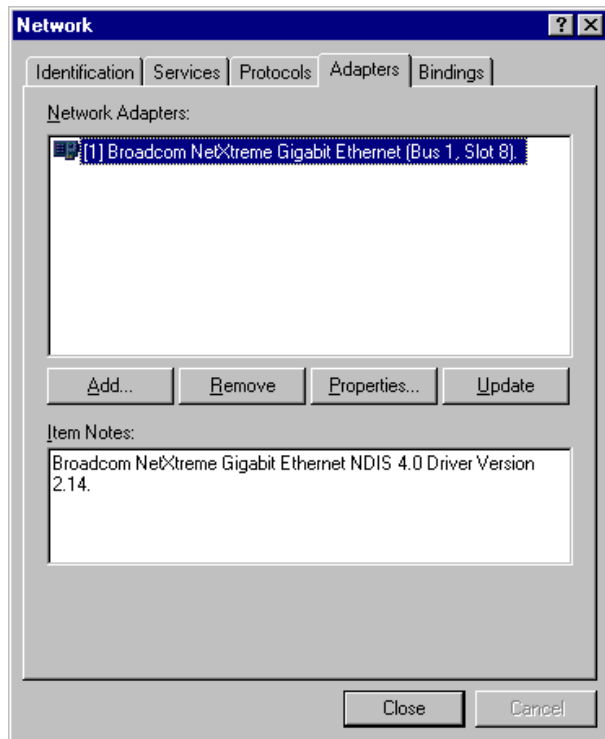 Network
Identification Services Protocols Adapters Bindings
Network Adapters:
[1] Broadcom NetXtreme Gigabit Ethernet (Bus 1, Slot 8).
Add... Remove Properties... Update
Item Notes:
Broadcom NetXtreme Gigabit Ethernet NDIS 4.0 Driver Version
2.14.
Close Cancel